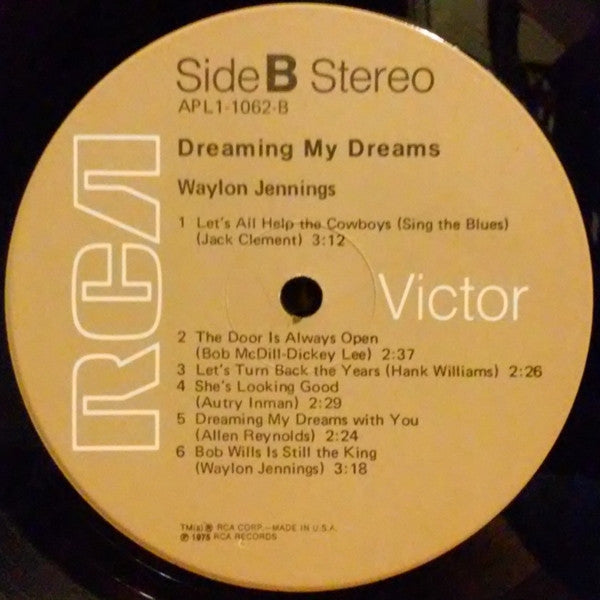 Side B Stereo
APL1-1062-B
Dreaming My Dreams
Waylon Jennings
1 Let's All Help the Cowboys (Sing the Blues)
(Jack Clement) 3:12
RCA
Victor
2 The Door Is Always Open
(Bob McDill-Dickey Lee) 2:37
3 Let's Turn Back the Years (Hank Williams) 2:26
4 She's Looking Good
(Autry Inman) 2:29
5 Dreaming My Dreams with You
(Allen Reynolds) 2:24
6 Bob Wills Is Still the King
(Waylon Jennings) 3:18
TM(s) ® RCA CORP.—MADE IN U.S.A.
℗ 1975 RCA RECORDS